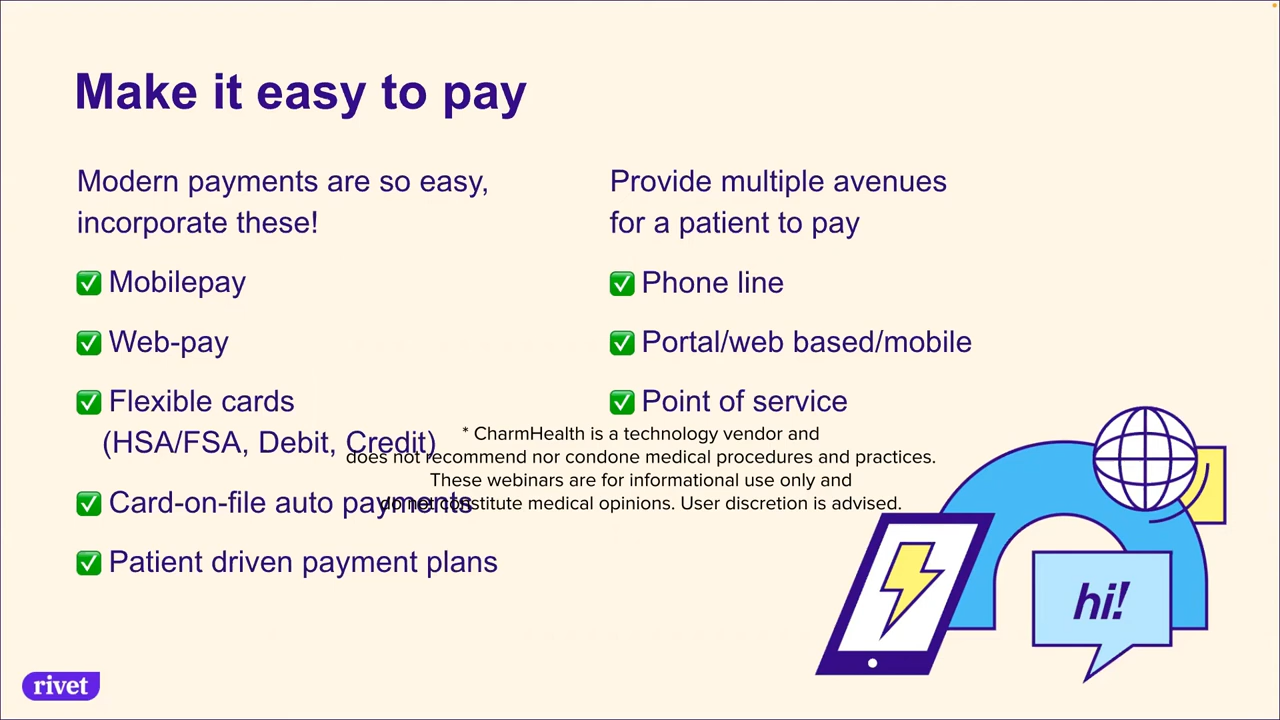 Make it easy to pay
Modern payments are so easy,
incorporate these!
Mobilepay
Web-pay
Flexible cards
(HSA/FSA, Debit, Credit)
Card-on-file auto payments
Patient driven payment plans
Provide multiple avenues
for a patient to pay
Phone line
Portal/web based/mobile
Point of service
* CharmHealth is a technology vendor and
does not recommend nor condone medical procedures and practices.
These webinars are for informational use only and
do not constitute medical opinions. User discretion is advised.
hi!
rivet